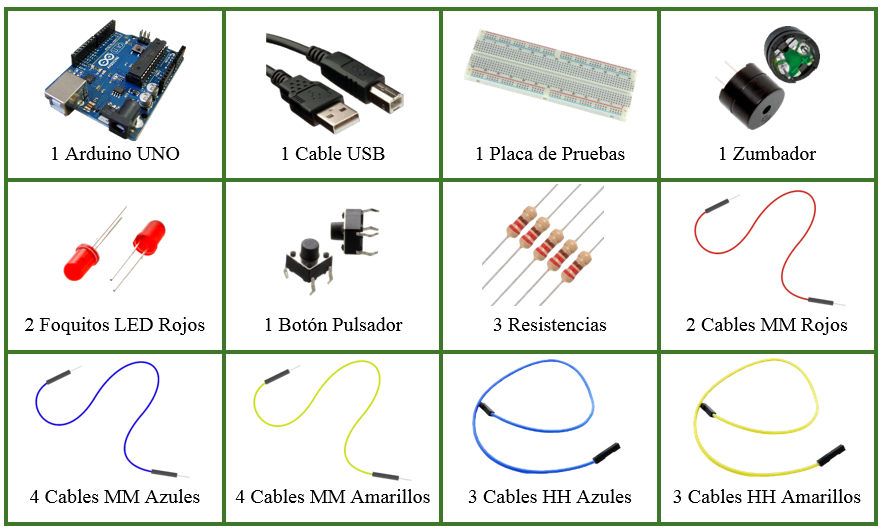 1 Arduino UNO
1 Cable USB
1 Placa de Pruebas
1 Zumbador
2 Foquitos LED Rojos
1 Botón Pulsador
3 Resistencias
2 Cables MM Rojos
4 Cables MM Azules
4 Cables MM Amarillos
3 Cables HH Azules
3 Cables HH Amarillos